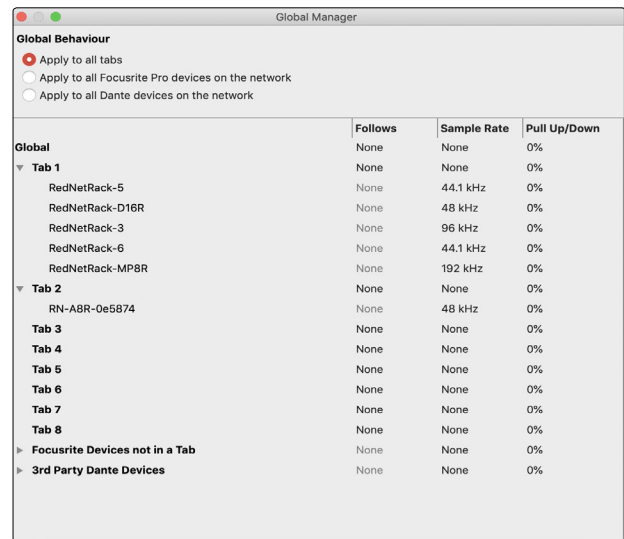 Global Manager
Global Behaviour
Apply to all tabs
Apply to all Focusrite Pro devices on the network
Apply to all Dante devices on the network
Follows Sample Rate Pull Up/Down
Global None None 0%
Tab 1 None None 0%
RedNetRack-5 None 44.1 kHz 0%
RedNetRack-D16R None 48 kHz 0%
RedNetRack-3 None 96 kHz 0%
RedNetRack-6 None 44.1 kHz 0%
RedNetRack-MP8R None 192 kHz 0%
Tab 2 None None 0%
RN-A8R-0e5874 None 48 kHz 0%
Tab 3 None None 0%
Tab 4 None None 0%
Tab 5 None None 0%
Tab 6 None None 0%
Tab 7 None None 0%
Tab 8 None None 0%
Focusrite Devices not in a Tab None None 0%
3rd Party Dante Devices None None 0%